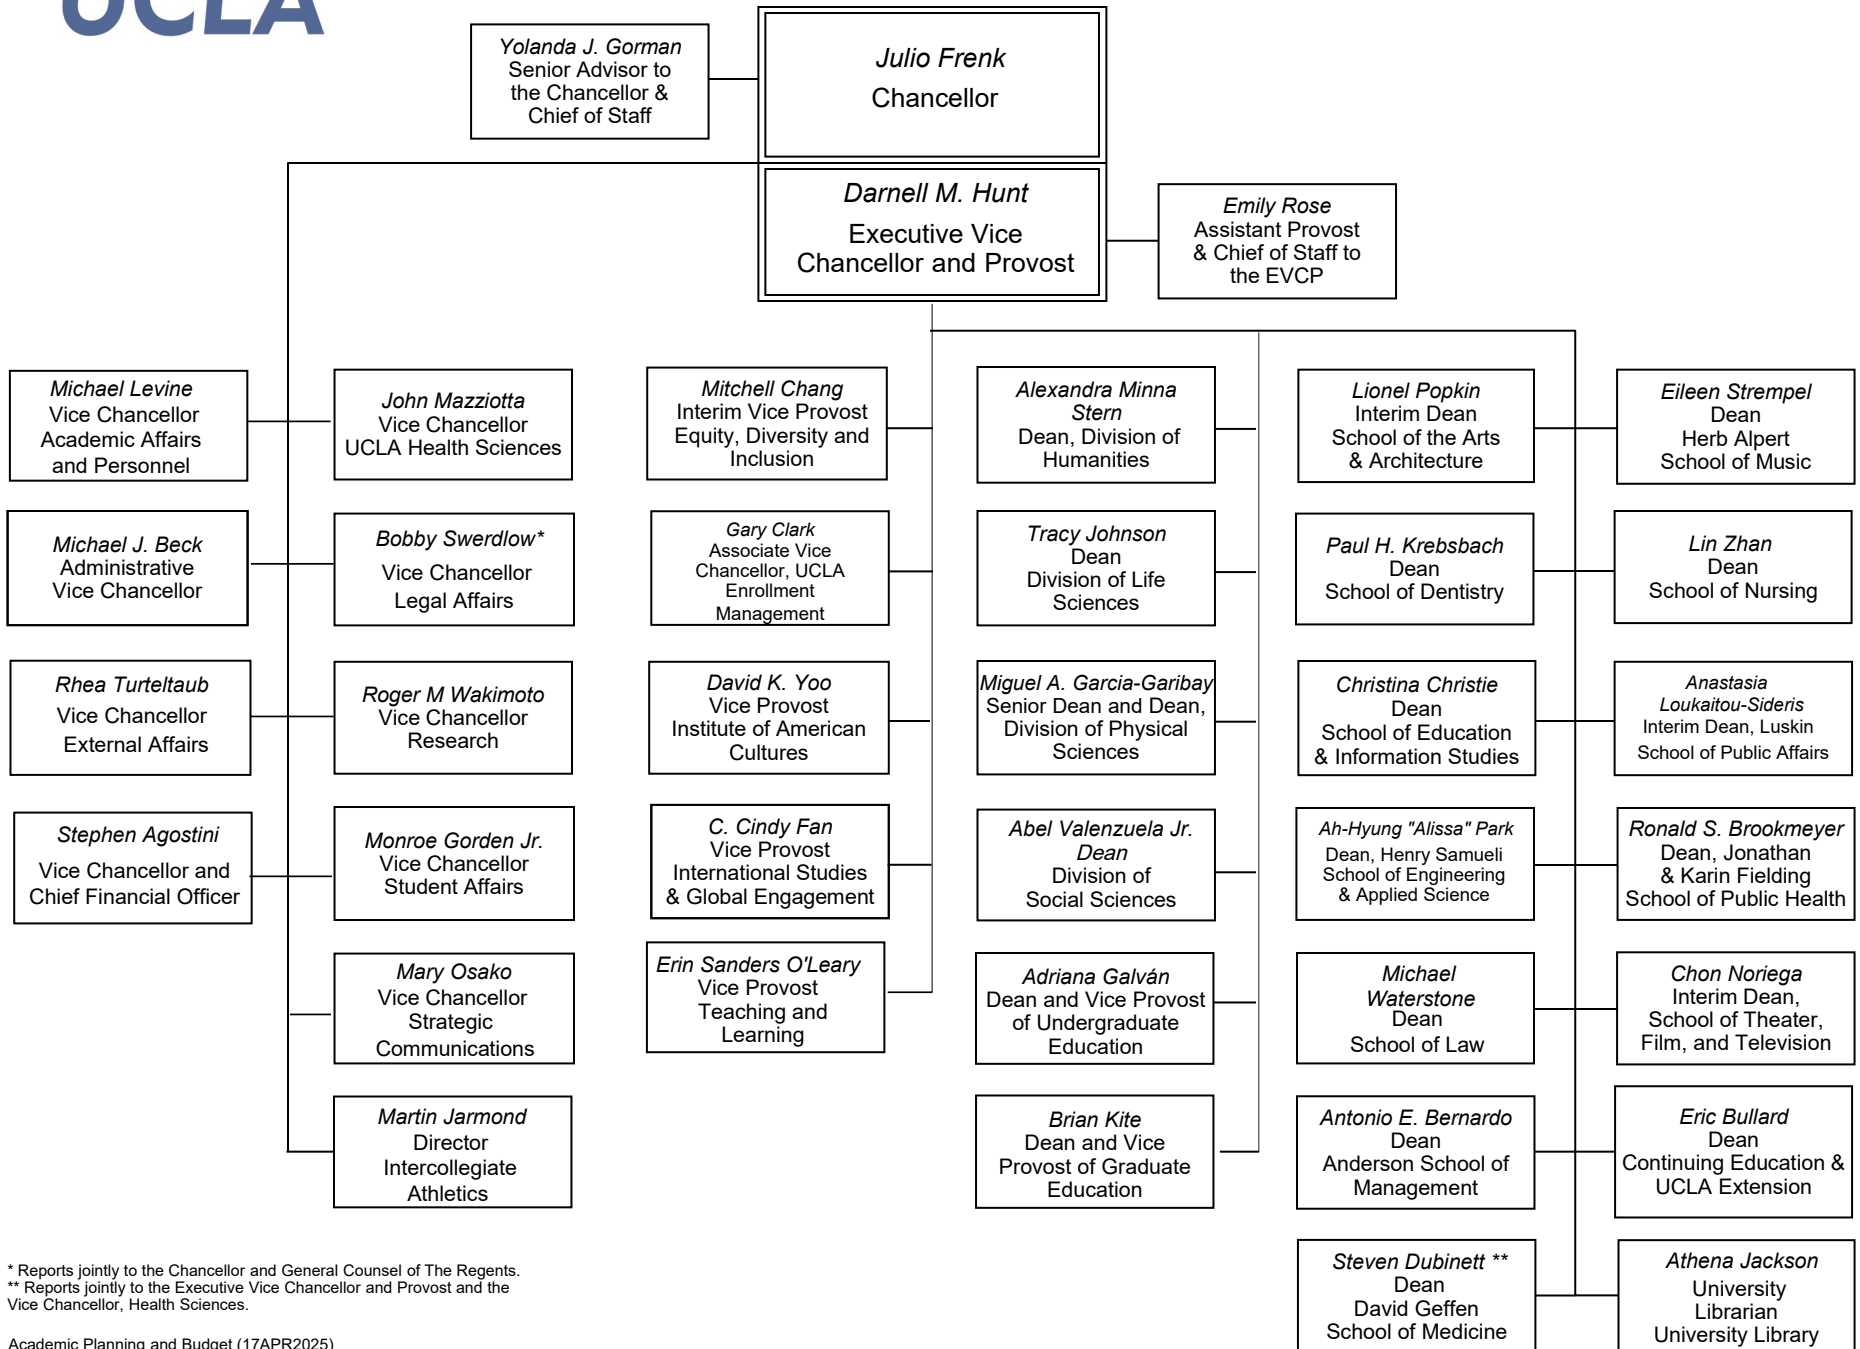 UCLA
Yolanda J. Gorman
Senior Advisor to
the Chancellor &
Chief of Staff
Julio Frenk
Chancellor
Darnell M. Hunt
Executive Vice
Chancellor and Provost
Emily Rose
Assistant Provost
& Chief of Staff to
the EVCP
Michael Levine
Vice Chancellor
Academic Affairs
and Personnel
John Mazziotta
Vice Chancellor
UCLA Health Sciences
Mitchell Chang
Interim Vice Provost
Equity, Diversity and
Inclusion
Alexandra Minna
Stern
Dean, Division of
Humanities
Lionel Popkin
Interim Dean
School of the Arts
& Architecture
Eileen Strempel
Dean
Herb Alpert
School of Music
Michael J. Beck
Administrative
Vice Chancellor
Bobby Swerdlow*
Vice Chancellor
Legal Affairs
Gary Clark
Associate Vice
Chancellor, UCLA
Enrollment
Management
Tracy Johnson
Dean
Division of Life
Sciences
Paul H. Krebsbach
Dean
School of Dentistry
Lin Zhan
Dean
School of Nursing
Rhea Turteltaub
Vice Chancellor
External Affairs
Roger M Wakimoto
Vice Chancellor
Research
David K. Yoo
Vice Provost
Institute of American
Cultures
Miguel A. Garcia-Garibay
Senior Dean and Dean,
Division of Physical
Sciences
Christina Christie
Dean
School of Education
& Information Studies
Anastasia
Loukaitou-Sideris
Interim Dean, Luskin
School of Public Affairs
Stephen Agostini
Vice Chancellor and
Chief Financial Officer
Monroe Gorden Jr.
Vice Chancellor
Student Affairs
C. Cindy Fan
Vice Provost
International Studies
& Global Engagement
Abel Valenzuela Jr.
Dean
Division of
Social Sciences
Ah-Hyung "Alissa" Park
Dean, Henry Samueli
School of Engineering
& Applied Science
Ronald S. Brookmeyer
Dean, Jonathan
& Karin Fielding
School of Public Health
Mary Osako
Vice Chancellor
Strategic
Communications
Erin Sanders O'Leary
Vice Provost
Teaching and
Learning
Adriana Galván
Dean and Vice Provost
of Undergraduate
Education
Michael
Waterstone
Dean
School of Law
Chon Noriega
Interim Dean,
School of Theater,
Film, and Television
Martin Jarmond
Director
Intercollegiate
Athletics
Brian Kite
Dean and Vice
Provost of Graduate
Education
Antonio E. Bernardo
Dean
Anderson School of
Management
Eric Bullard
Dean
Continuing Education &
UCLA Extension
Steven Dubinett **
Dean
David Geffen
School of Medicine
Athena Jackson
University
Librarian
University Library
* Reports jointly to the Chancellor and General Counsel of The Regents.
** Reports jointly to the Executive Vice Chancellor and Provost and the
Vice Chancellor, Health Sciences.
Academic Planning and Budget (17APR2025)